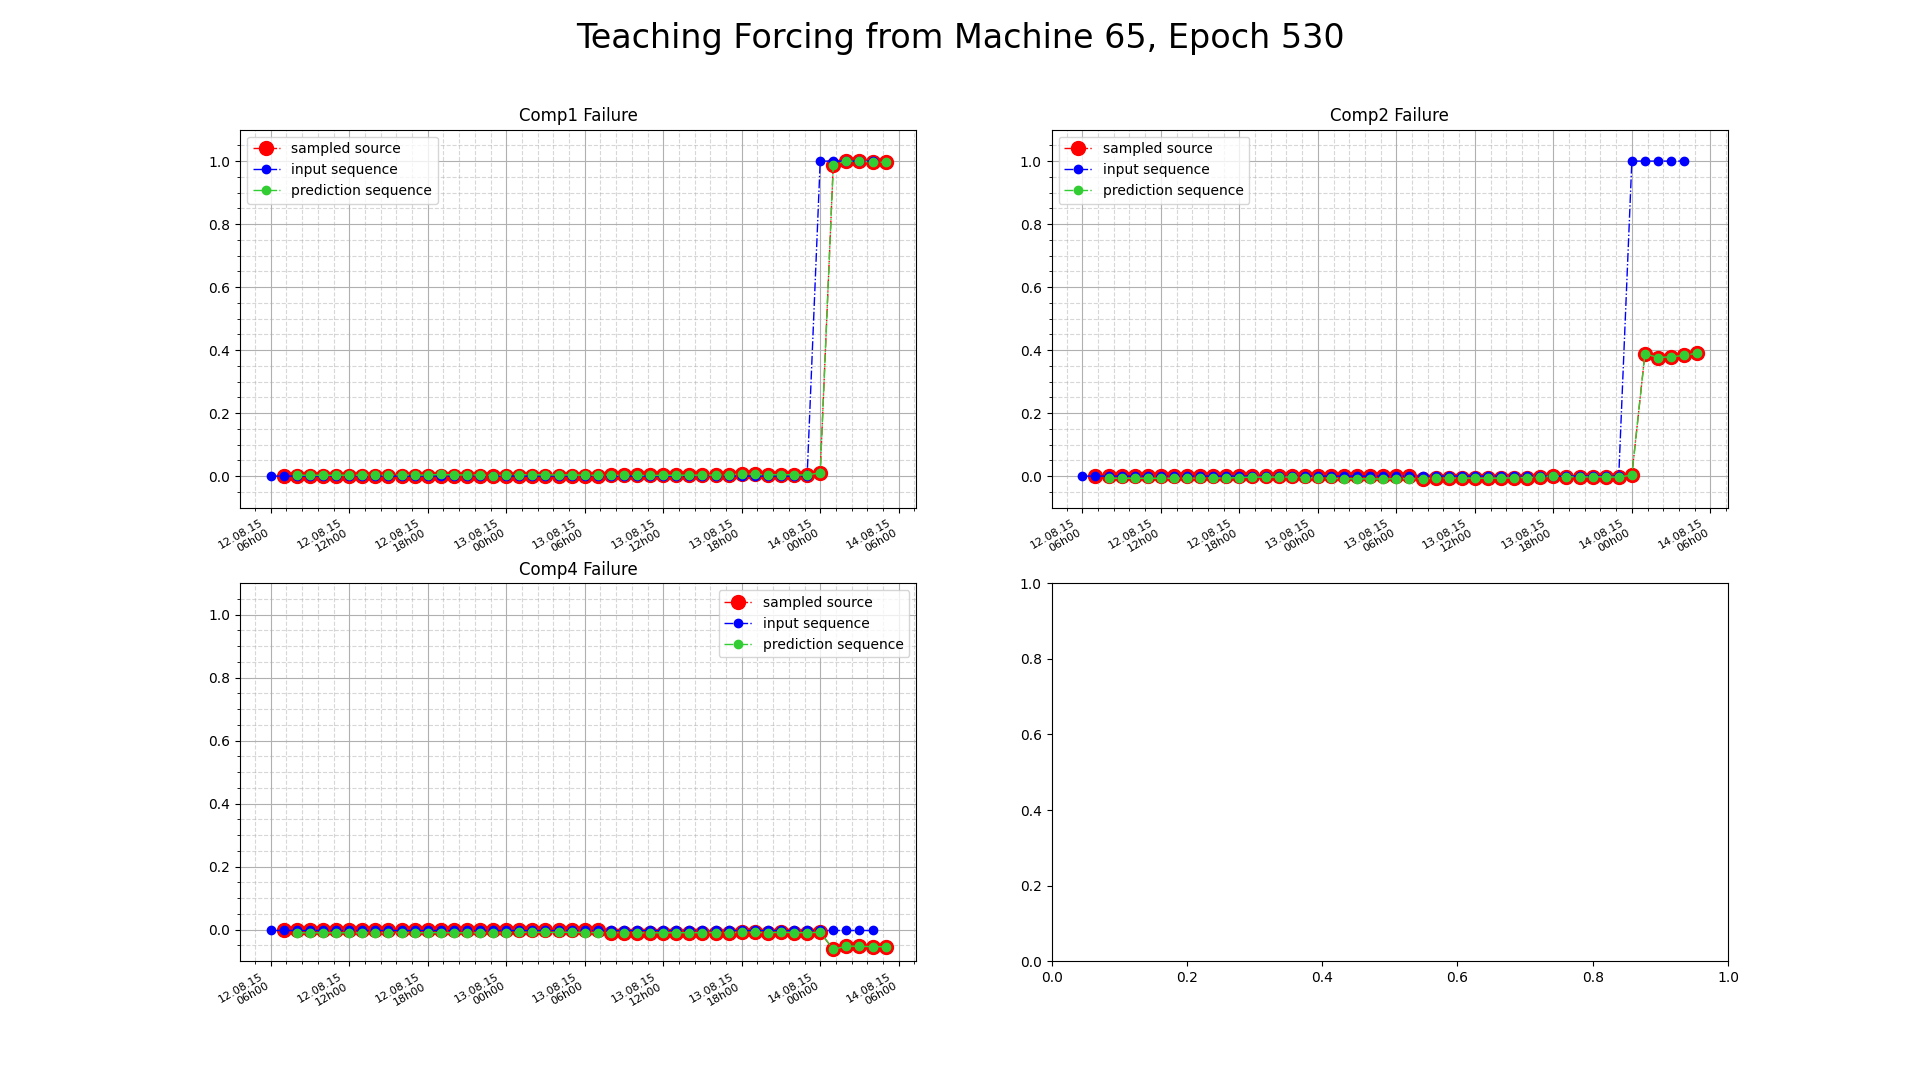 Teaching Forcing from Machine 65, Epoch 530
Comp1 Failure
sampled source
input sequence
prediction sequence
1.0
0.8
0.6
0.4
0.2
0.0
12.08.15
06h00
12.08.15
12h00
12.08.15
18h00
13.08.15
00h00
13.08.15
06h00
13.08.15
12h00
13.08.15
18h00
14.08.15
00h00
14.08.15
06h00
Comp2 Failure
sampled source
input sequence
prediction sequence
1.0
0.8
0.6
0.4
0.2
0.0
12.08.15
06h00
12.08.15
12h00
12.08.15
18h00
13.08.15
00h00
13.08.15
06h00
13.08.15
12h00
13.08.15
18h00
14.08.15
00h00
14.08.15
06h00
Comp4 Failure
sampled source
input sequence
prediction sequence
1.0
0.8
0.6
0.4
0.2
0.0
12.08.15
06h00
12.08.15
12h00
12.08.15
18h00
13.08.15
00h00
13.08.15
06h00
13.08.15
12h00
13.08.15
18h00
14.08.15
00h00
14.08.15
06h00
1.0
0.8
0.6
0.4
0.2
0.0
0.0 0.2 0.4 0.6 0.8 1.0